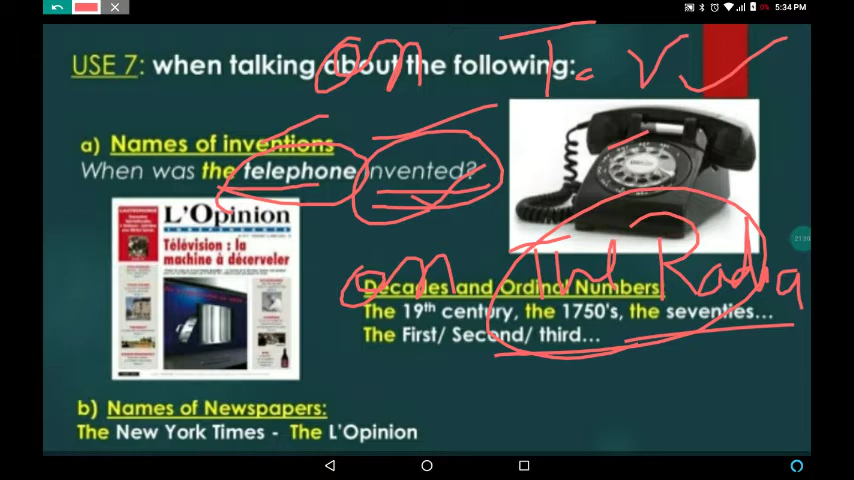 5:34 PM
on T. V
USE 7: when talking about the following:
a) Names of inventions
When was the telephone invented?
L'Opinion
Télévision : la
machine à décerveler
21:10
on The Radio
Decades and Ordinal Numbers:
The 19th century, the 1750's, the seventies...
The First/ Second/ third...
b) Names of Newspapers:
The New York Times - The L'Opinion